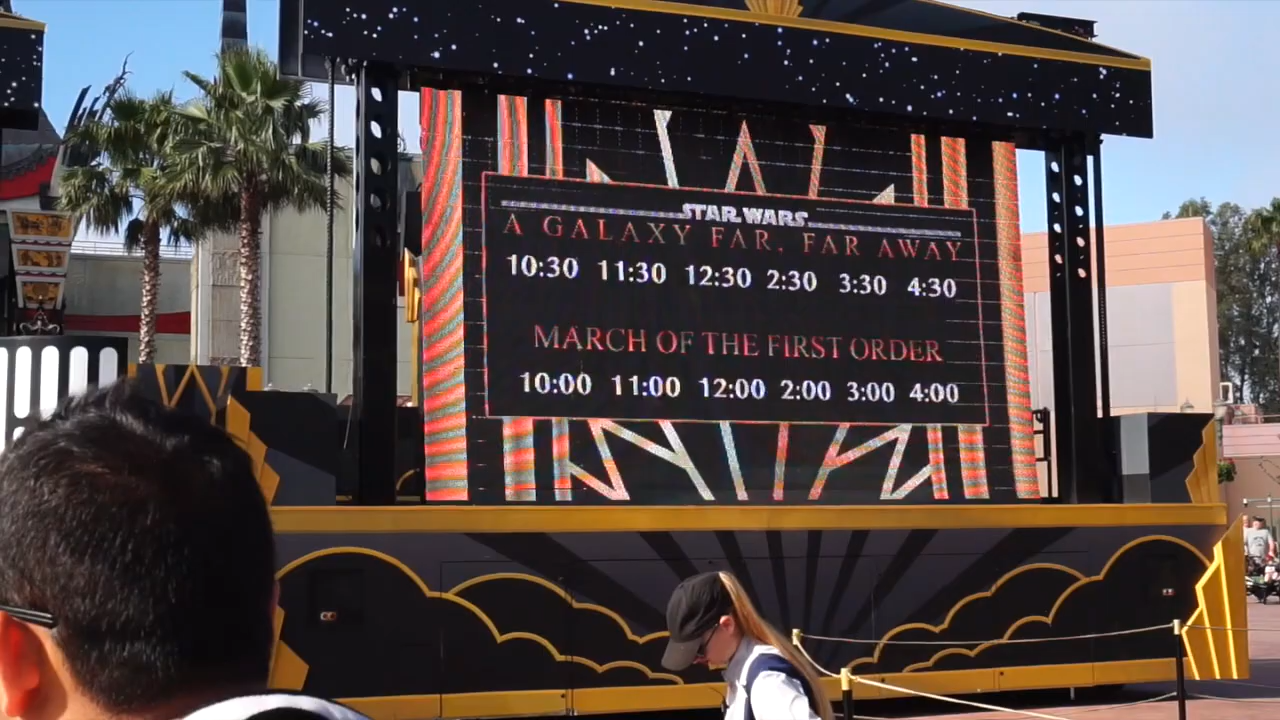 STAR WARS
A GALAXY FAR, FAR AWAY
10:30 11:30 12:30 2:30 3:30 4:30
MARCH OF THE FIRST ORDER
10:00 11:00 12:00 2:00 3:00 4:00